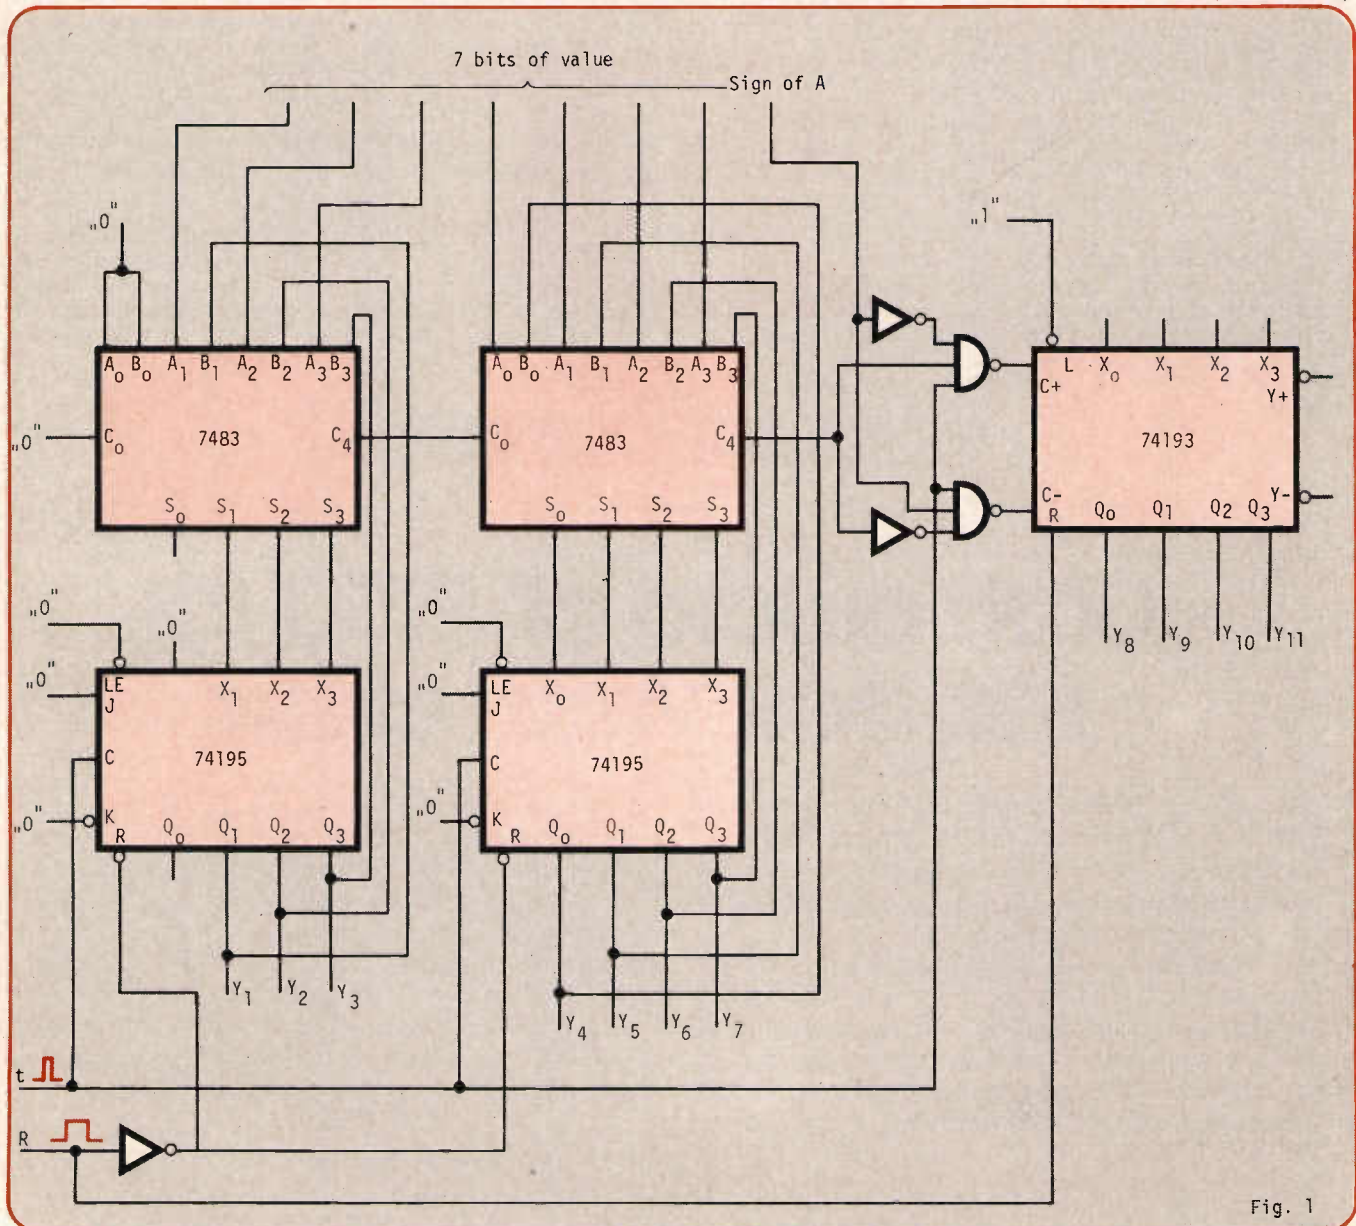 7 bits of value
Sign of A
„0"
„1"
A0 B0 A1 B1 A2 B2 A3 B3
A0 B0 A1 B1 A2 B2 A3 B3
L X0 X1 X2 X3
C+ Y+
„0" C0 7483 C4
C0 7483 C4
74193
S0 S1 S2 S3
S0 S1 S2 S3
C- Y-
R Q0 Q1 Q2 Q3
„0" „0"
„0"
Y8 Y9 Y10 Y11
„0" LE X1 X2 X3
J
„0" LE X0 X1 X2 X3
J
C 74195
C 74195
„0" K
R Q0 Q1 Q2 Q3
„0" K
R Q0 Q1 Q2 Q3
Y1 Y2 Y3
Y4 Y5 Y6 Y7
t
R
Fig. 1